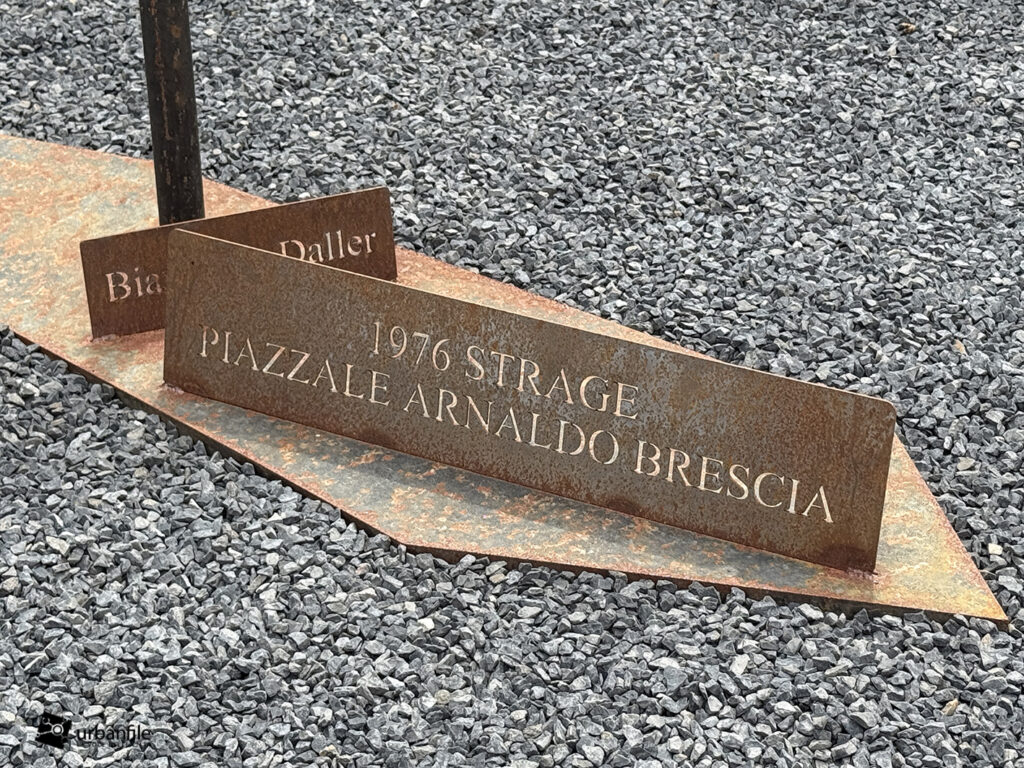 Daller
1976 STRAGE
PIAZZALE ARNALDO BRESCIA
urbanfile